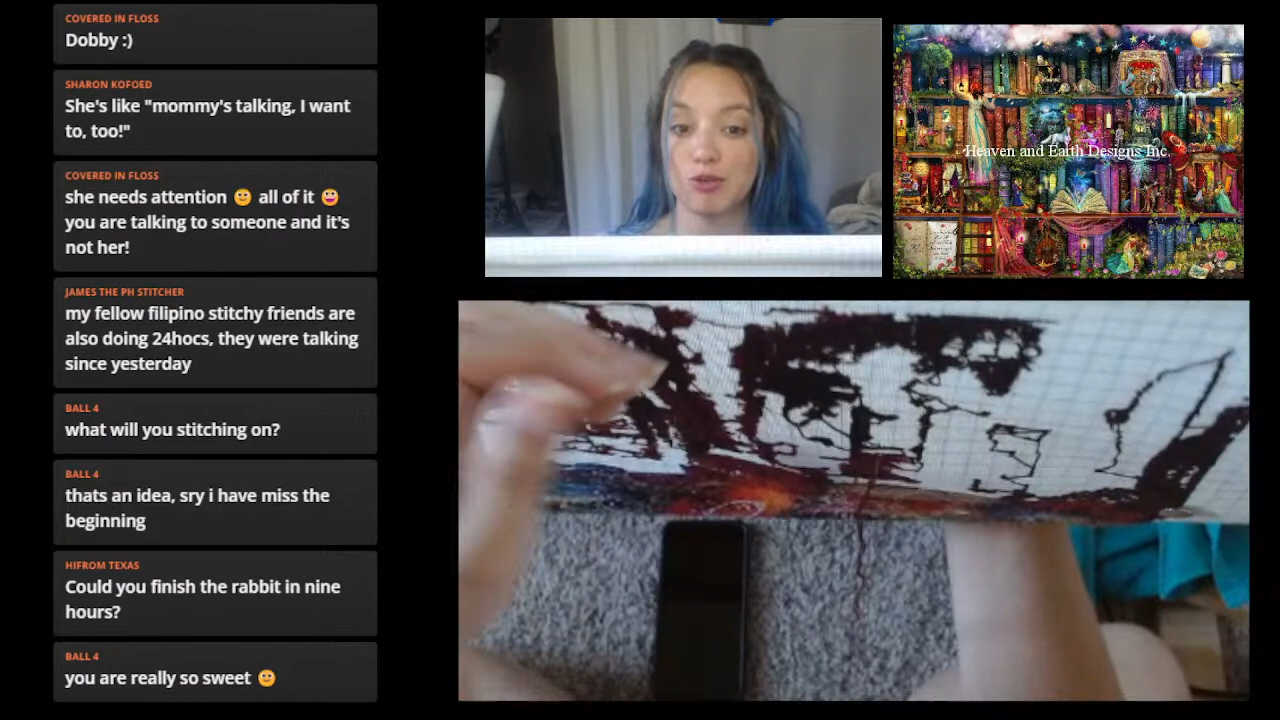 COVERED IN FLOSS
Dobby :)
SHARON KOFOED
She's like "mommy's talking, I want
to, too!"
COVERED IN FLOSS
she needs attention 🙂 all of it 😀
you are talking to someone and it's
not her!
JAMES THE PH STITCHER
my fellow filipino stitchy friends are
also doing 24hocs, they were talking
since yesterday
BALL 4
what will you stitching on?
BALL 4
thats an idea, sry i have miss the
beginning
HIFROM TEXAS
Could you finish the rabbit in nine
hours?
BALL 4
you are really so sweet 🙂
Heaven and Earth Designs Inc